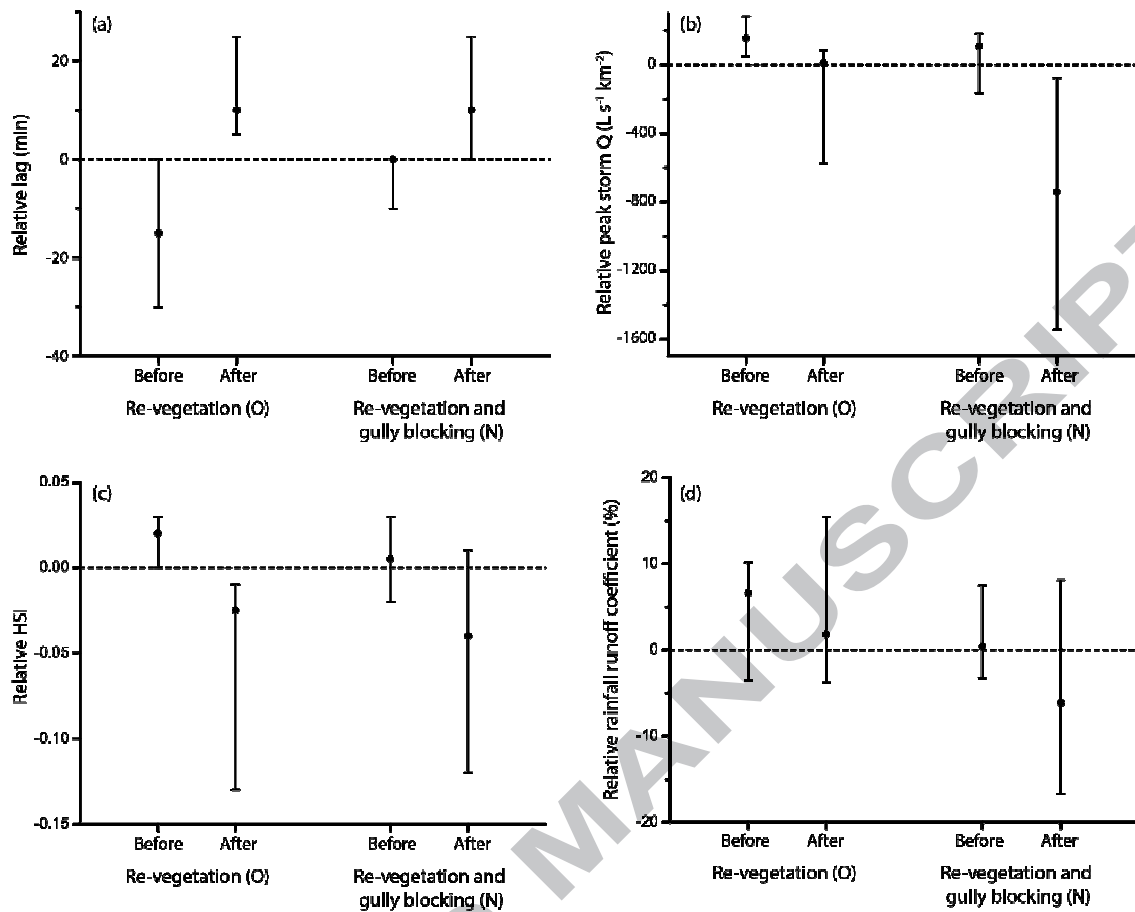 (a)
Relative lag (min)
20
0
-20
-40
Before After Before After
Re-vegetation (O) Re-vegetation and
gully blocking (N)
(b)
Relative peak storm Q (L s⁻¹ km⁻²)
0
-400
-800
-1200
-1600
Before After Before After
Re-vegetation (O) Re-vegetation and
gully blocking (N)
(c)
Relative HSI
0.05
0.00
-0.05
-0.10
-0.15
Before After Before After
Re-vegetation (O) Re-vegetation and
gully blocking (N)
(d)
Relative rainfall runoff coefficient (%)
20
10
0
-10
-20
Before After Before After
Re-vegetation (O) Re-vegetation and
gully blocking (N)
MANUSCRIPT